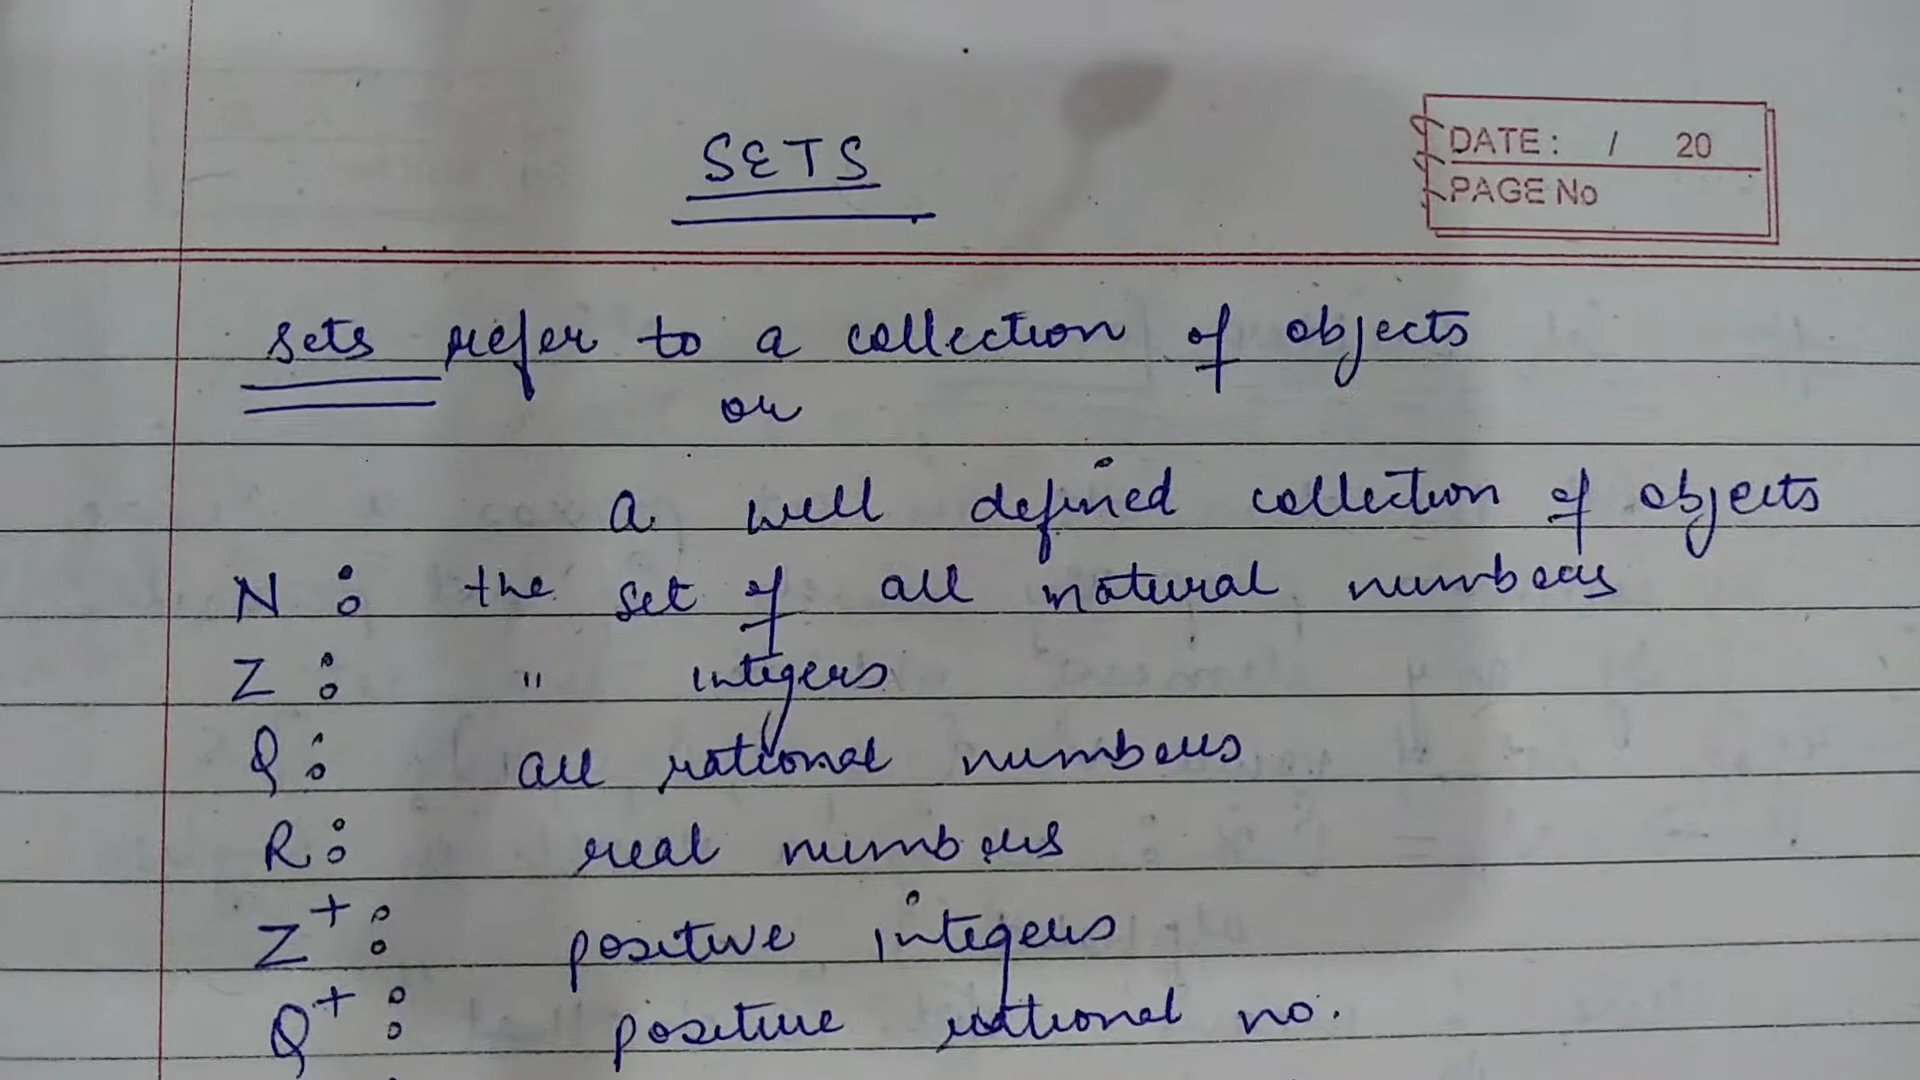 SETS
DATE: / 20
PAGE No
sets refer to a collection of objects
or
a well defined collection of objects
N : the set of all natural numbers
Z : " integers
Q : all rational numbers
R : real numbers
Z+ : positive integers
Q+ : positive rational no.